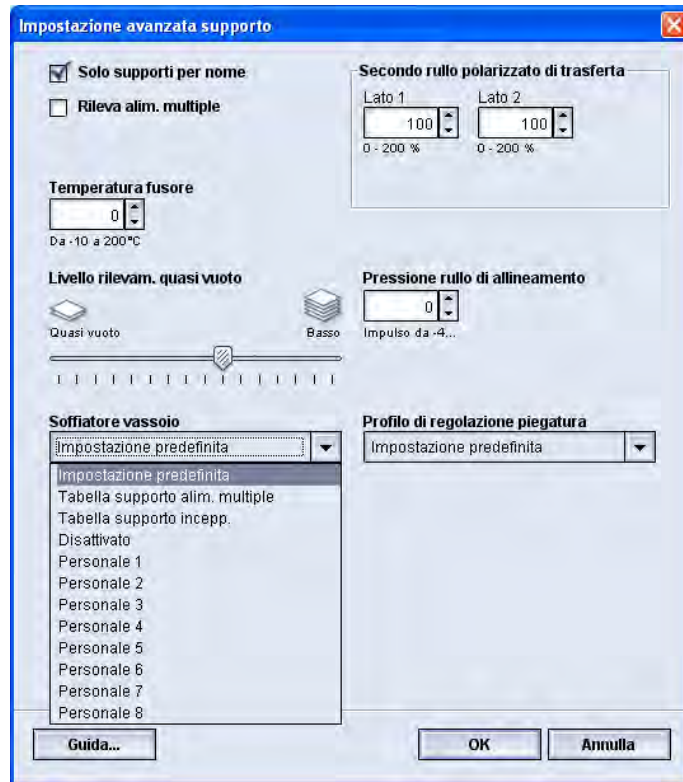 Impostazione avanzata supporto
Solo supporti per nome
Rileva alim. multiple
Secondo rullo polarizzato di trasferta
Lato 1 Lato 2
100 100
0 - 200 % 0 - 200 %
Temperatura fusore
0
Da -10 a 200°C
Livello rilevam. quasi vuoto
Quasi vuoto Basso
Pressione rullo di allineamento
0
Impulso da -4...
Soffiatore vassoio
Impostazione predefinita
Impostazione predefinita
Tabella supporto alim. multiple
Tabella supporto incepp.
Disattivato
Personale 1
Personale 2
Personale 3
Personale 4
Personale 5
Personale 6
Personale 7
Personale 8
Profilo di regolazione piegatura
Impostazione predefinita
Guida... OK Annulla